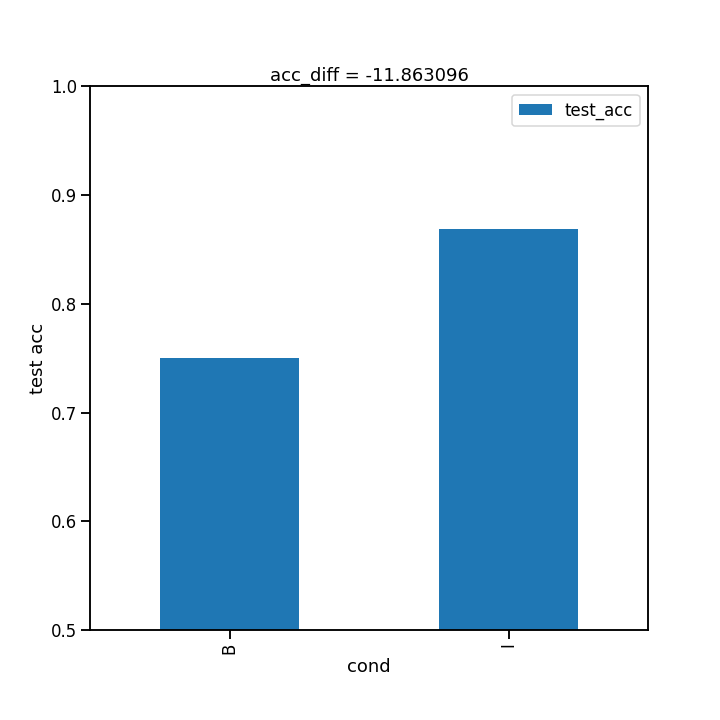 acc_diff = -11.863096
test_acc
1.0
0.9
0.8
0.7
0.6
0.5
test acc
B
I
cond